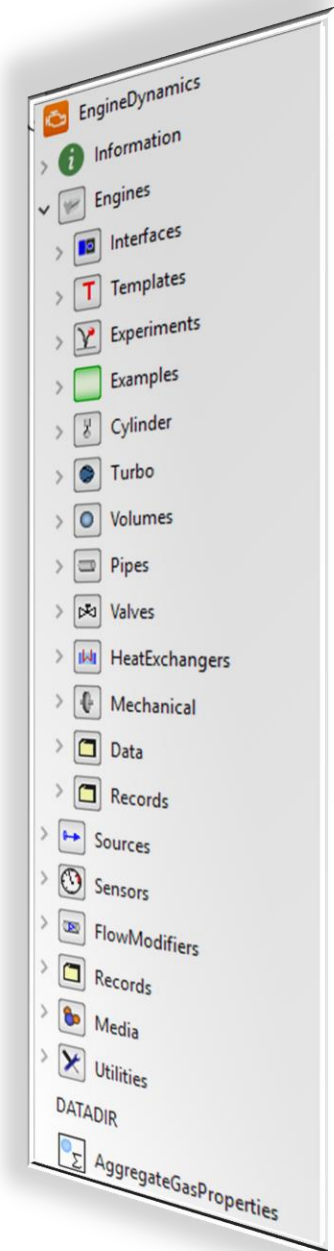 EngineDynamics
Information
Engines
Interfaces
Templates
Experiments
Examples
Cylinder
Turbo
Volumes
Pipes
Valves
HeatExchangers
Mechanical
Data
Records
Sources
Sensors
FlowModifiers
Records
Media
Utilities
DATADIR
AggregateGasProperties